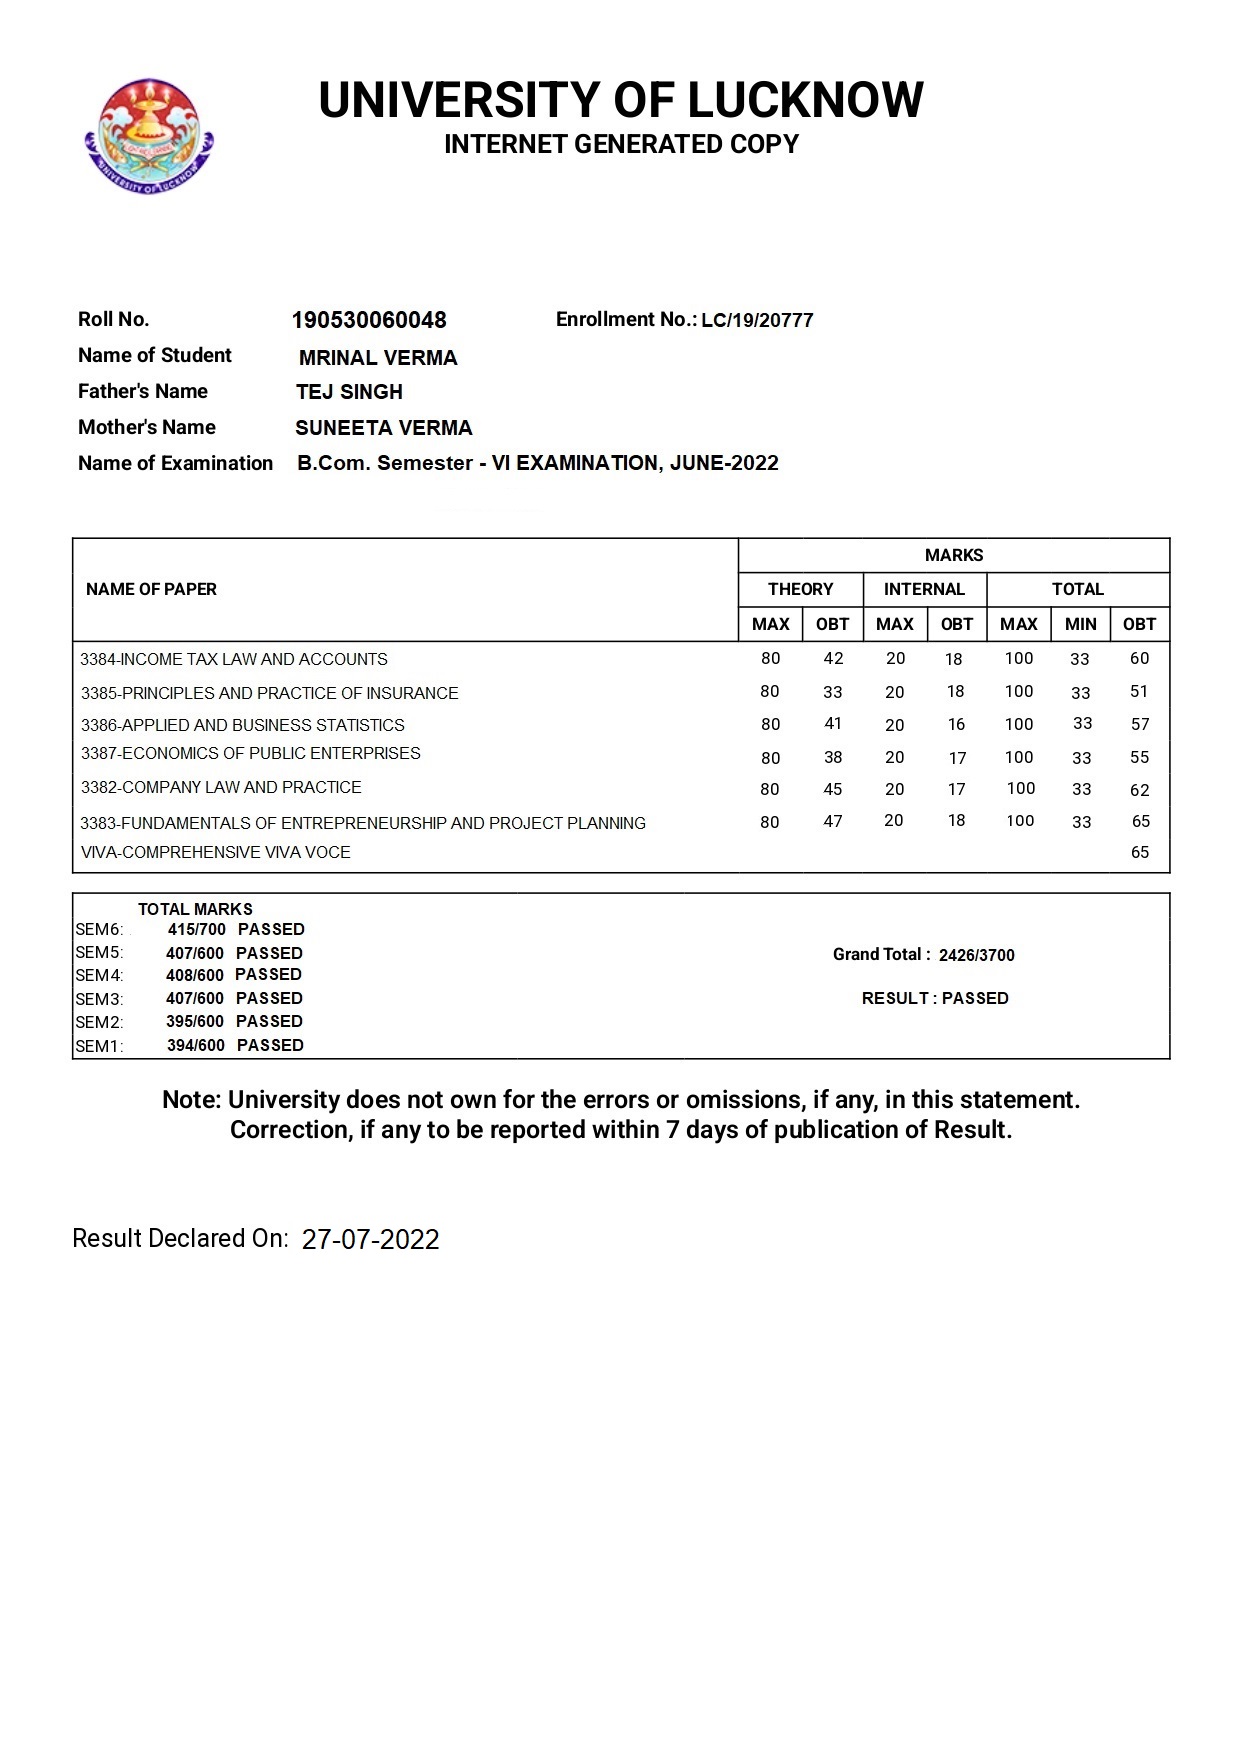 UNIVERSITY OF LUCKNOW
INTERNET GENERATED COPY
UNIVERSITY OF LUCKNOW
Roll No. 190530060048 Enrollment No.: LC/19/20777
Name of Student MRINAL VERMA
Father's Name TEJ SINGH
Mother's Name SUNEETA VERMA
Name of Examination B.Com. Semester - VI EXAMINATION, JUNE-2022
MARKS
NAME OF PAPER THEORY INTERNAL TOTAL
MAX OBT MAX OBT MAX MIN OBT
3384-INCOME TAX LAW AND ACCOUNTS 80 42 20 18 100 33 60
3385-PRINCIPLES AND PRACTICE OF INSURANCE 80 33 20 18 100 33 51
3386-APPLIED AND BUSINESS STATISTICS 80 41 20 16 100 33 57
3387-ECONOMICS OF PUBLIC ENTERPRISES 80 38 20 17 100 33 55
3382-COMPANY LAW AND PRACTICE 80 45 20 17 100 33 62
3383-FUNDAMENTALS OF ENTREPRENEURSHIP AND PROJECT PLANNING 80 47 20 18 100 33 65
VIVA-COMPREHENSIVE VIVA VOCE 65
TOTAL MARKS
SEM6: 415/700 PASSED
SEM5: 407/600 PASSED Grand Total : 2426/3700
SEM4: 408/600 PASSED
SEM3: 407/600 PASSED RESULT : PASSED
SEM2: 395/600 PASSED
SEM1: 394/600 PASSED
Note: University does not own for the errors or omissions, if any, in this statement.
Correction, if any to be reported within 7 days of publication of Result.
Result Declared On: 27-07-2022